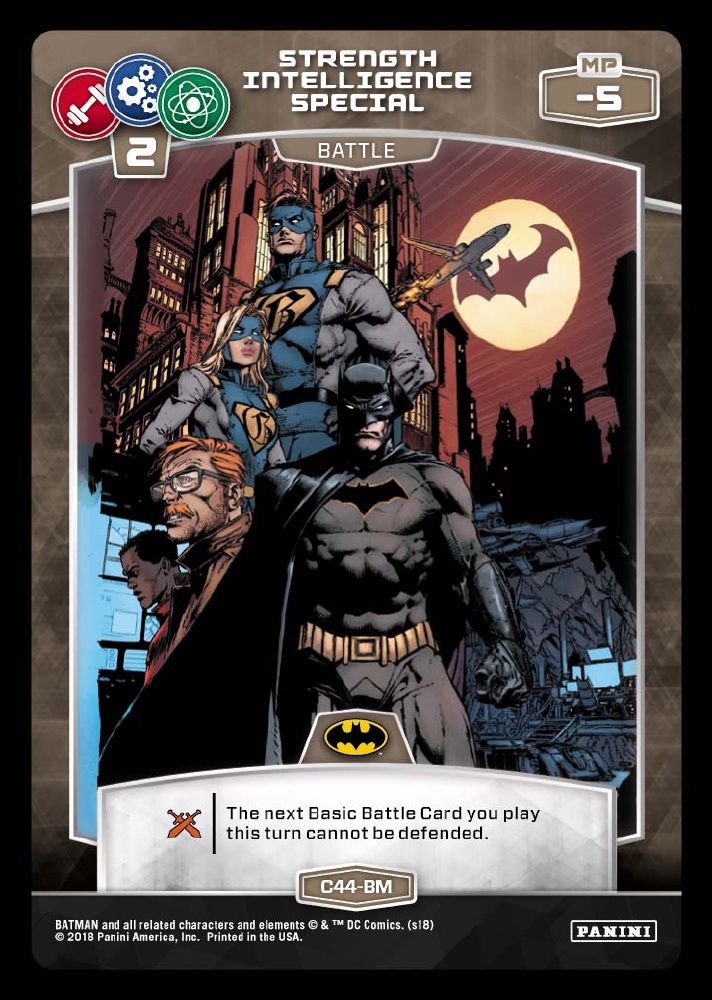 STRENGTH
INTELLIGENCE
SPECIAL
MP
-5
2
BATTLE
The next Basic Battle Card you play
this turn cannot be defended.
C44-BM
BATMAN and all related characters and elements © & ™ DC Comics. (s18)
© 2018 Panini America, Inc. Printed in the USA.
PANINI